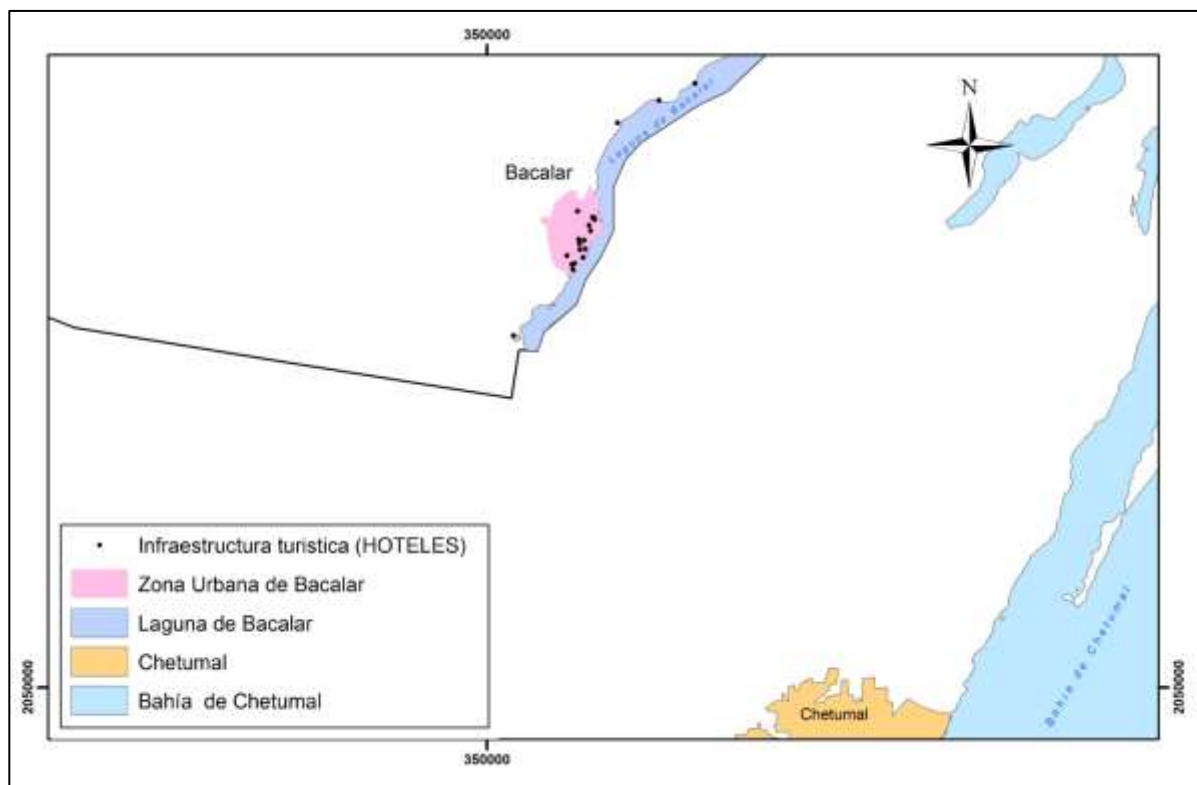 350000
N
Laguna de Bacalar
Bacalar
Infraestructura turistica (HOTELES)
Zona Urbana de Bacalar
Laguna de Bacalar
Chetumal
Bahía de Chetumal
2050000
2050000
Chetumal
Bahía de Chetumal
350000